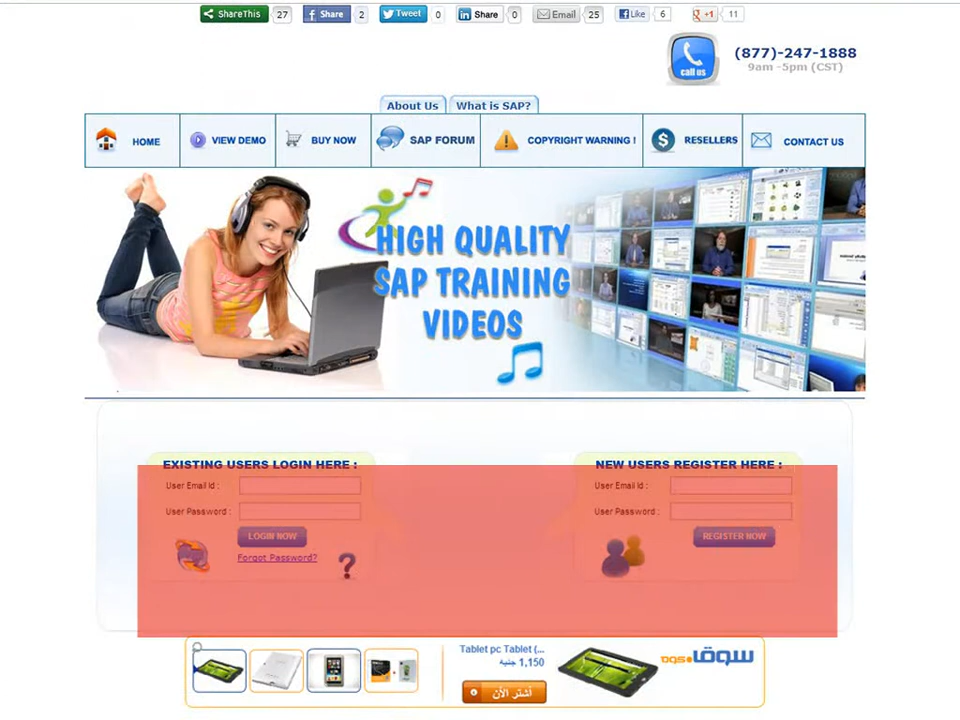 ShareThis 27 Share 2 Tweet 0 Share 0 Email 25 Like 6 +1 11
(877)-247-1888
call us 9am -5pm (CST)
About Us What is SAP?
HOME VIEW DEMO BUY NOW SAP FORUM COPYRIGHT WARNING ! RESELLERS CONTACT US
HIGH QUALITY
SAP TRAINING
VIDEOS
EXISTING USERS LOGIN HERE : NEW USERS REGISTER HERE :
User Email Id : User Email Id :
User Password : User Password :
LOGIN NOW REGISTER NOW
Forgot Password?
Tablet pc Tablet (...
1,150 جنيه
أشتر الآن
سوق.com